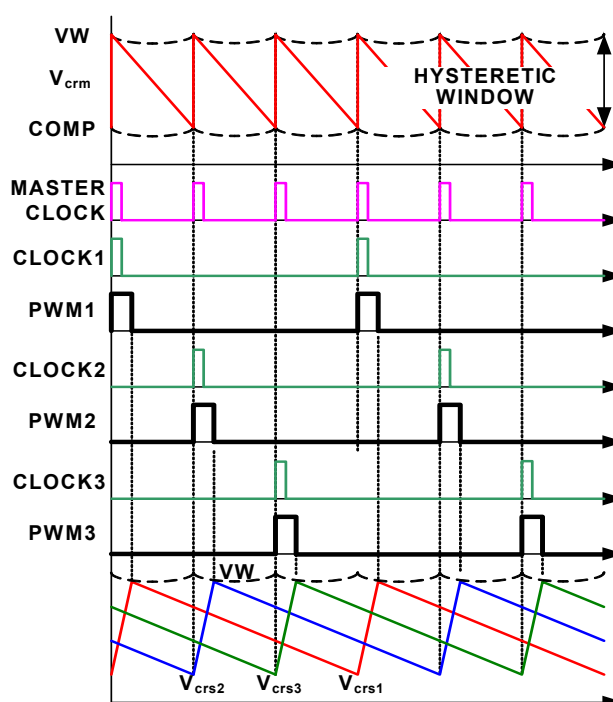 VW
Vcrm
HYSTERETIC
WINDOW
COMP
MASTER
CLOCK
CLOCK1
PWM1
CLOCK2
PWM2
CLOCK3
PWM3
VW
Vcrs2 Vcrs3 Vcrs1